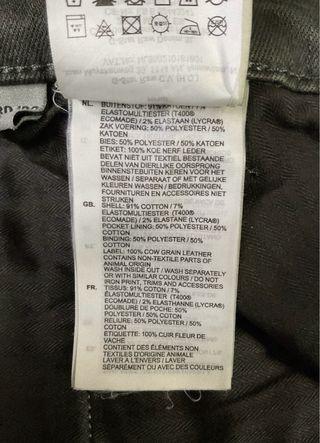 NL.
BUITENSTOF: 91% KATOEN / 7%
ELASTOMULTIESTER (T400®
ECOMADE) / 2% ELASTAAN (LYCRA®)
ZAK VOERING: 50% POLYESTER / 50%
KATOEN
BIES: 50% POLYESTER / 50% KATOEN
ETIKET: 100% KOE NERF LEDER
BEVAT NIET UIT TEXTIEL BESTAANDE
DELEN VAN DIERLIJKE OORSPRONG
BINNENSTEBUITEN KEREN VOOR HET
WASSEN / SEPARAAT OF MET GELIJKE
KLEUREN WASSEN / BEDRUKKINGEN,
FOURNITUREN EN ACCESSOIRES NIET
STRIJKEN
GB.
SHELL: 91% COTTON / 7%
ELASTOMULTIESTER (T400®
ECOMADE) / 2% ELASTANE (LYCRA®)
POCKET LINING: 50% POLYESTER / 50%
COTTON
BINDING: 50% POLYESTER / 50%
COTTON
LABEL: 100% COW GRAIN LEATHER
CONTAINS NON-TEXTILE PARTS OF
ANIMAL ORIGIN
WASH INSIDE OUT / WASH SEPARATELY
OR WITH SIMILAR COLOURS / DO NOT
IRON PRINT, TRIMS AND ACCESSORIES
FR.
TISSUS: 91% COTON / 7%
ÉLASTOMULTIESTER (T400®
ECOMADE) / 2% ELASTHANNE (LYCRA®)
DOUBLURE DE POCHE: 50%
POLYESTER / 50% COTON
RELIURE: 50% POLYESTER / 50%
COTON
ÉTIQUETTE: 100% CUIR FLEUR DE
VACHE
CONTIENT DES ÉLÉMENTS NON
TEXTILES D'ORIGINE ANIMALE
LAVER A L'ENVERS / LAVER
SÉPARÉMENT OU AVEC DES COULEURS